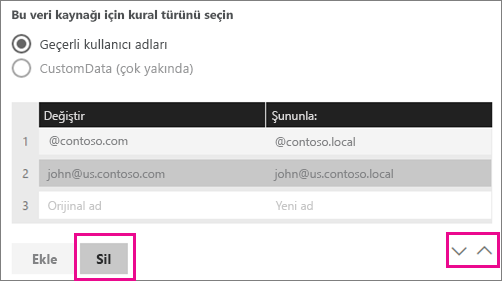 Bu veri kaynağı için kural türünü seçin
Geçerli kullanıcı adları
CustomData (çok yakında)
Değiştir Şununla:
1 @contoso.com @contoso.local
2 john@us.contoso.com john@us.contoso.local
3 Orijinal ad Yeni ad
Ekle Sil